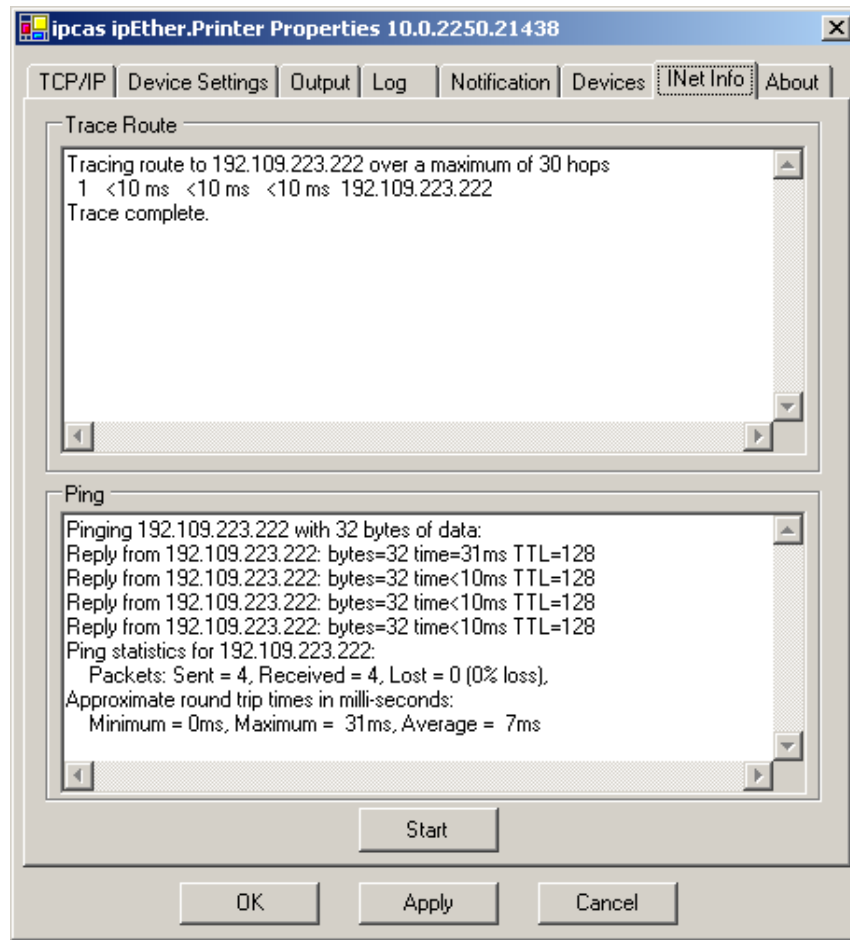 ipcas ipEther.Printer Properties 10.0.2250.21438
TCP/IP Device Settings Output Log Notification Devices INet Info About
Trace Route
Tracing route to 192.109.223.222 over a maximum of 30 hops
1 <10 ms <10 ms <10 ms 192.109.223.222
Trace complete.
Ping
Pinging 192.109.223.222 with 32 bytes of data:
Reply from 192.109.223.222: bytes=32 time=31ms TTL=128
Reply from 192.109.223.222: bytes=32 time<10ms TTL=128
Reply from 192.109.223.222: bytes=32 time<10ms TTL=128
Reply from 192.109.223.222: bytes=32 time<10ms TTL=128
Ping statistics for 192.109.223.222:
Packets: Sent = 4, Received = 4, Lost = 0 (0% loss),
Approximate round trip times in milli-seconds:
Minimum = 0ms, Maximum = 31ms, Average = 7ms
Start
OK Apply Cancel